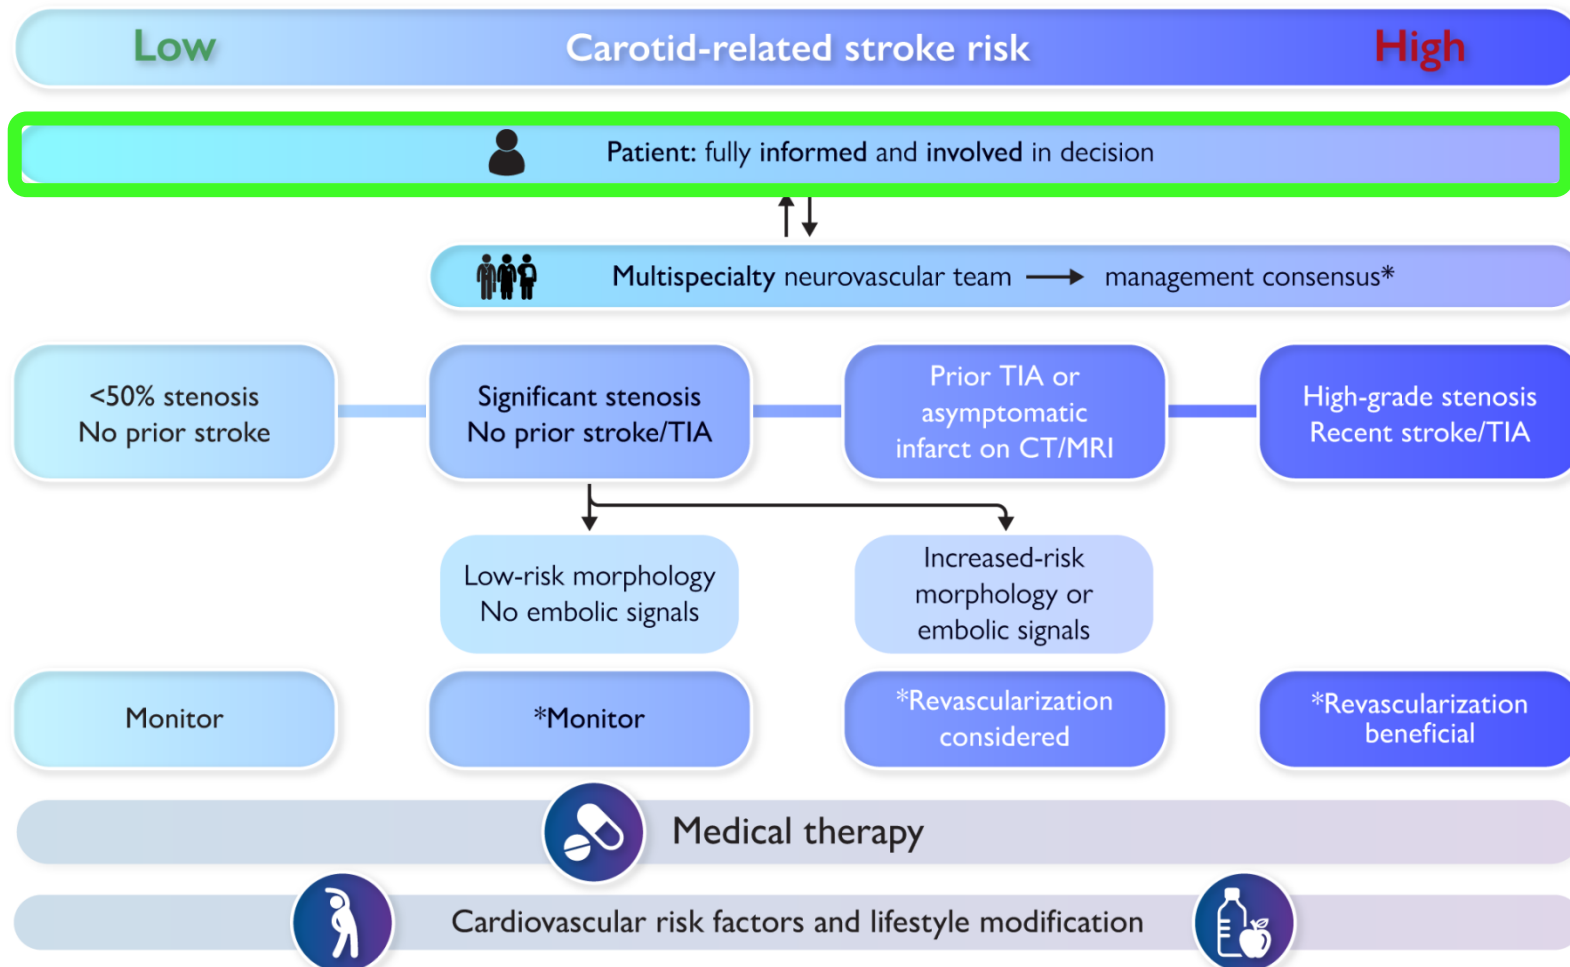 Low Carotid-related stroke risk High
Patient: fully informed and involved in decision
Multispecialty neurovascular team → management consensus*
<50% stenosis
No prior stroke
Significant stenosis
No prior stroke/TIA
Prior TIA or
asymptomatic
infarct on CT/MRI
High-grade stenosis
Recent stroke/TIA
Low-risk morphology
No embolic signals
Increased-risk
morphology or
embolic signals
Monitor
*Monitor
*Revascularization
considered
*Revascularization
beneficial
Medical therapy
Cardiovascular risk factors and lifestyle modification